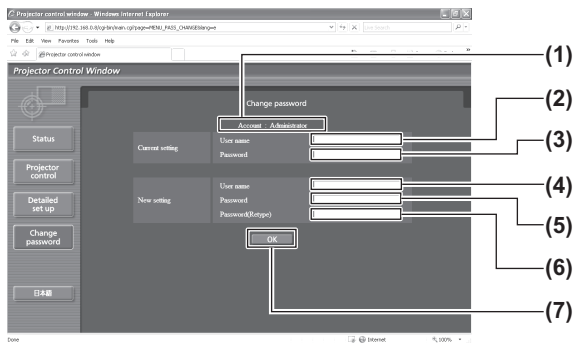 Projector control window - Windows Internet Explorer
http://192.168.0.8/cgi-bin/main.cgi?page=MENU_PASS_CHANGE&lang=e
Live Search
File Edit View Favorites Tools Help
Projector control window
Projector Control Window
(1)
Change password
(2)
Account : Administrator
Status
Current setting
User name
Password
(3)
Projector
control
Detailed
set up
New setting
User name
(4)
Password
(5)
Password(Retype)
(6)
Change
password
OK
日本語
(7)
Done
Internet
100%